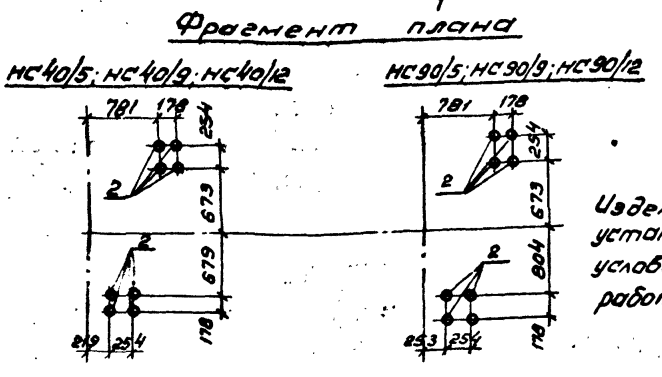 Фрагмент плана
НС40/5; НС40/9; НС40/12
НС90/5; НС90/9; НС90/12
781 178
254
2
673
2
679
178
219 254
781 178
254
2
673
2
804
178
253 254
Издел
устан
услов
работ